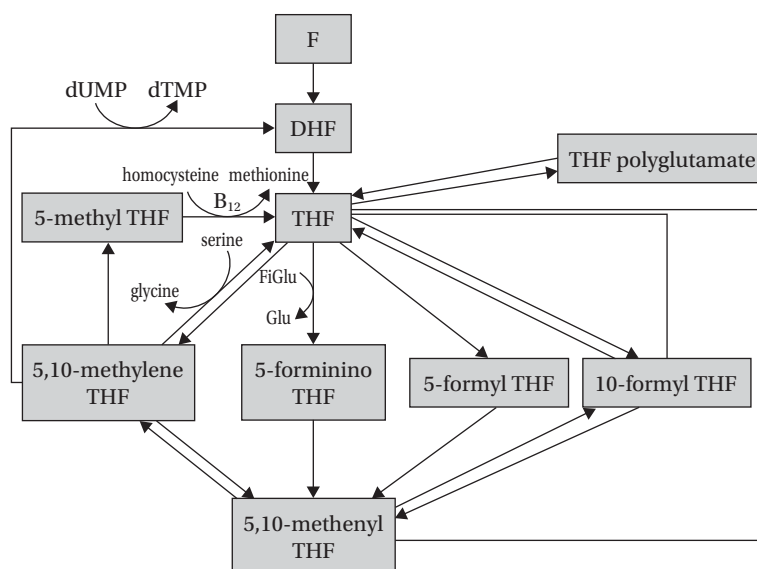 F
dUMP dTMP
DHF
THF polyglutamate
homocysteine methionine
B₁₂
5-methyl THF
THF
serine
glycine
FiGlu
Glu
5,10-methylene
THF
5-forminino
THF
5-formyl THF
10-formyl THF
5,10-methenyl
THF